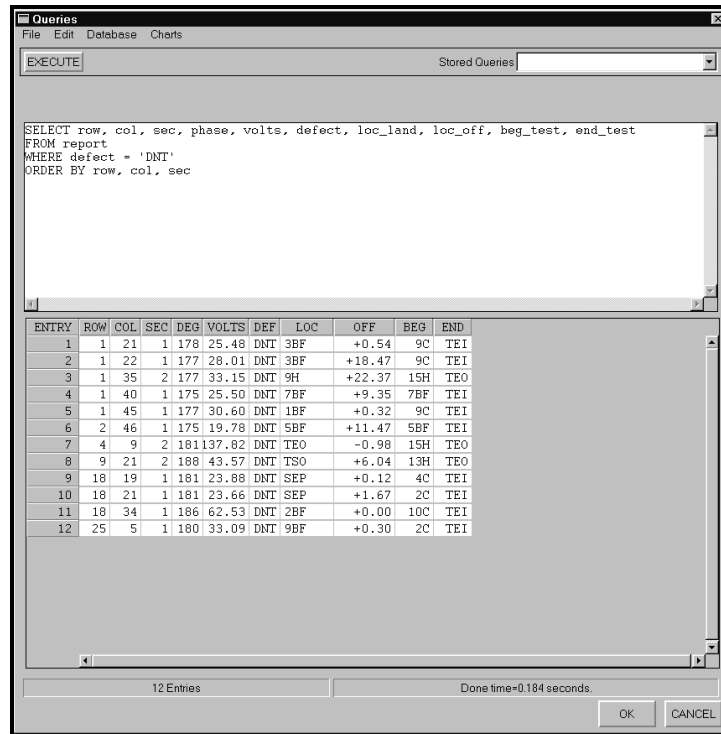 Queries
File Edit Database Charts
EXECUTE Stored Queries
SELECT row, col, sec, phase, volts, defect, loc_land, loc_off, beg_test, end_test
FROM report
WHERE defect = 'DNT'
ORDER BY row, col, sec
ENTRY ROW COL SEC DEG VOLTS DEF LOC OFF BEG END
1 1 21 1 178 25.48 DNT 3BF +0.54 9C TEI
2 1 22 1 177 28.01 DNT 3BF +18.47 9C TEI
3 1 35 2 177 33.15 DNT 9H +22.37 15H TEO
4 1 40 1 175 25.50 DNT 7BF +9.35 7BF TEI
5 1 45 1 177 30.60 DNT 1BF +0.32 9C TEI
6 2 46 1 175 19.78 DNT 5BF +11.47 5BF TEI
7 4 9 2 181 137.82 DNT TEO -0.98 15H TEO
8 9 21 2 188 43.57 DNT TSO +6.04 13H TEO
9 18 19 1 181 23.88 DNT SEP +0.12 4C TEI
10 18 21 1 181 23.66 DNT SEP +1.67 2C TEI
11 18 34 1 186 62.53 DNT 2BF +0.00 10C TEI
12 25 5 1 180 33.09 DNT 9BF +0.30 2C TEI
12 Entries Done time=0.184 seconds.
OK CANCEL